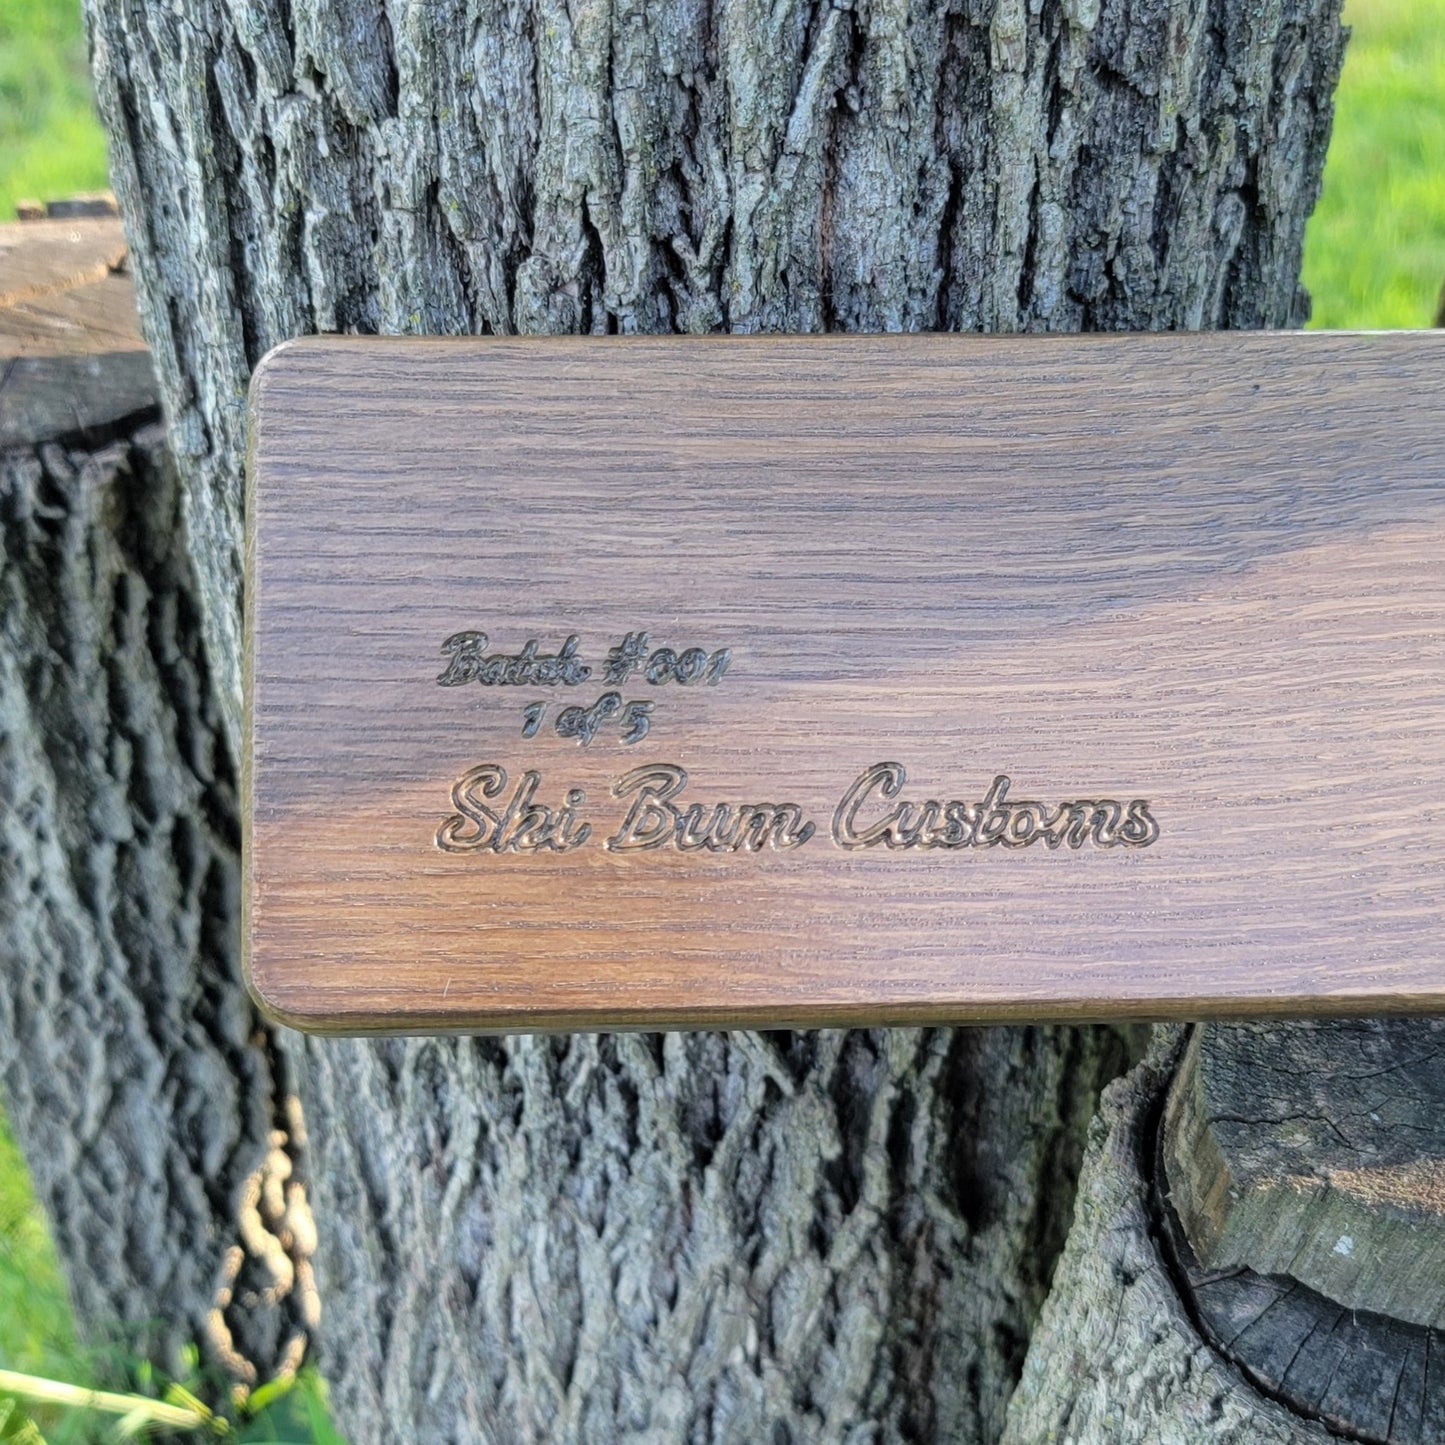 Batch #001
1 of 5
Ski Bum Customs